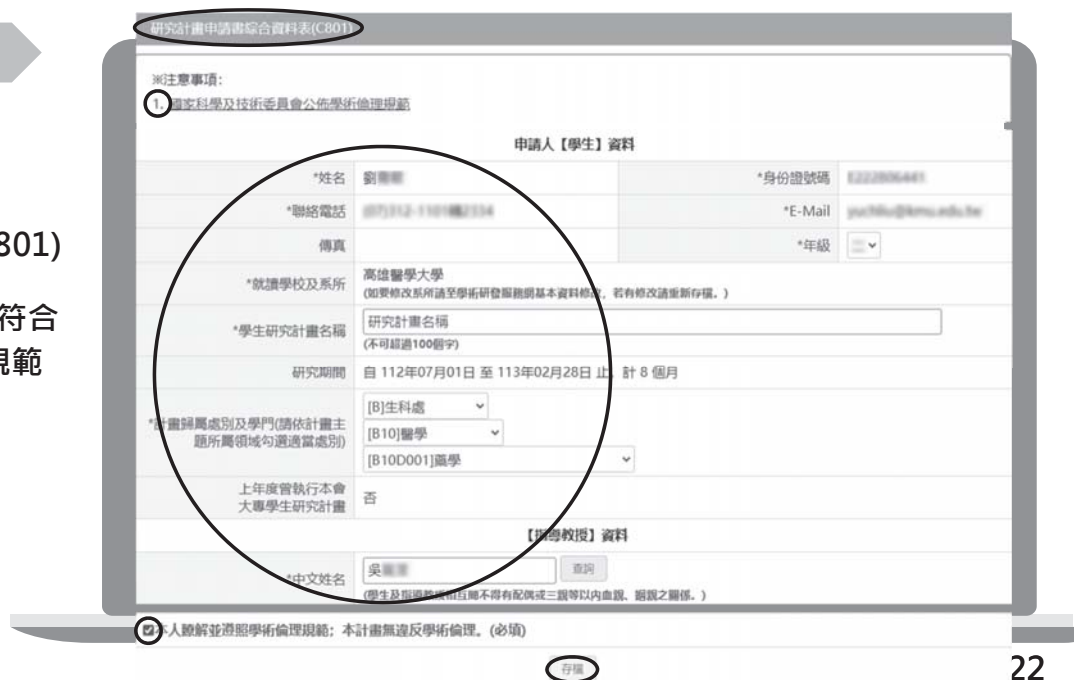 研究計畫申請書綜合資料表(C801)
※注意事項：
1. 國家科學及技術委員會公佈學術倫理規範
申請人【學生】資料
*姓名 劉 *身份證號碼
*聯絡電話 *E-Mail
傳真 *年級
*就讀學校及系所 高雄醫學大學
(如要修改系所請至學術研發服務網基本資料修改，若有修改請重新存檔。)
*學生研究計畫名稱 研究計畫名稱
(不可超過100個字)
研究期間 自 112年07月01日 至 113年02月28日 止，計 8 個月
*計畫歸屬處別及學門(請依計畫主
題所屬領域勾選適當處別)
[B]生科處
[B10]醫學
[B10D001]藥學
上年度曾執行本會
大專學生研究計畫
否
【指導教授】資料
*中文姓名 吳 查詢
(學生及指導教授相互間不得有配偶或三親等以內血親、姻親之關係。)
本人瞭解並遵照學術倫理規範；本計畫無違反學術倫理。(必填)
存檔
801)
符合
規範
22